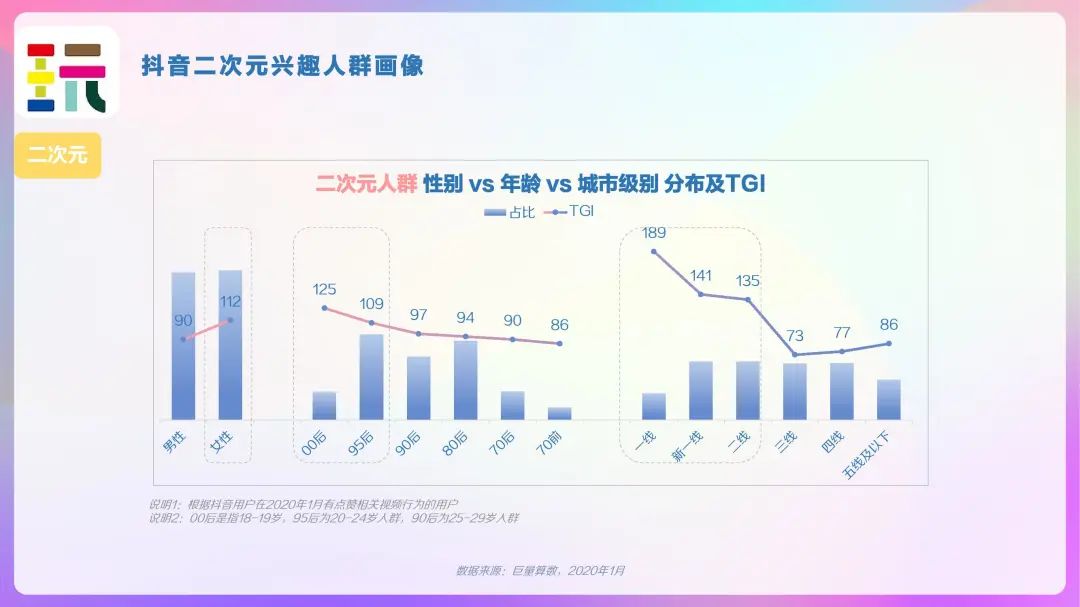 抖音二次元兴趣人群画像
玩
二次元
二次元人群 性别 vs 年龄 vs 城市级别 分布及TGI
占比 TGI
90 112 125 109 97 94 90 86 189 141 135 73 77 86
男性 女性 00后 95后 90后 80后 70后 70前 一线 新一线 二线 三线 四线 五线及以下
说明1：根据抖音用户在2020年1月有点赞相关视频行为的用户
说明2：00后是指18-19岁，95后为20-24岁人群，90后为25-29岁人群
数据来源：巨量算数，2020年1月